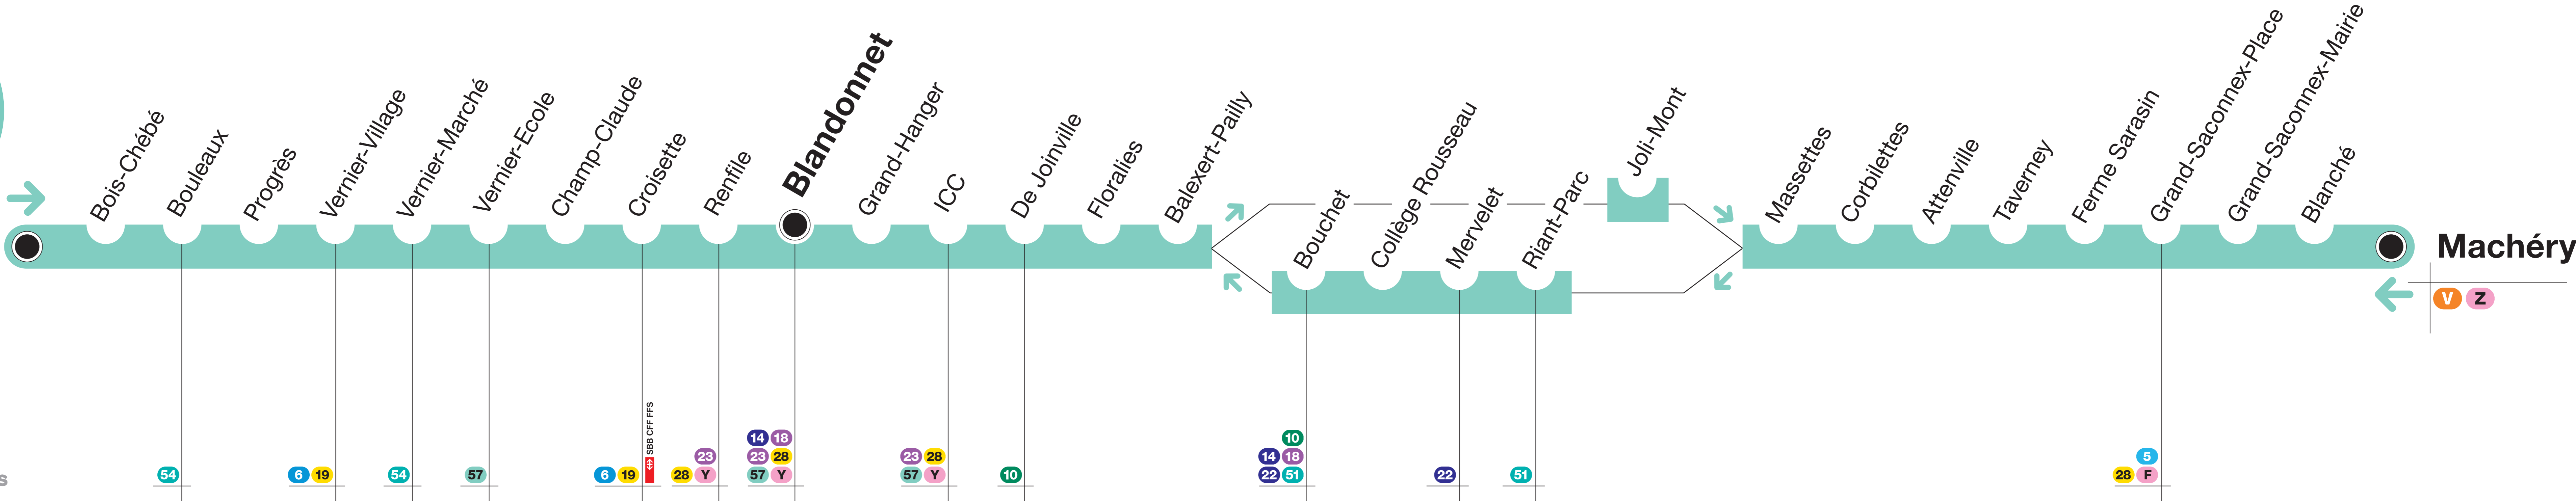 Bois-Chébé
Bouleaux
Progrès
Vernier-Village
Vernier-Marché
Vernier-Ecole
Champ-Claude
Croisette
Renfile
Blandonnet
Grand-Hanger
ICC
De Joinville
Floralies
Balexert-Pailly
Bouchet
Collège Rousseau
Mervelet
Riant-Parc
Joli-Mont
Massettes
Corbilettes
Attenville
Taverney
Ferme Sarasin
Grand-Saconnex-Place
Grand-Saconnex-Mairie
Blanché
Machéry
V Z
s
54
6 19
54
57
6 19
SBB CFF FFS
23
28 Y
14 18
23 28
57 Y
23 28
57 Y
10
10
14 18
22 51
22
51
5
28 F